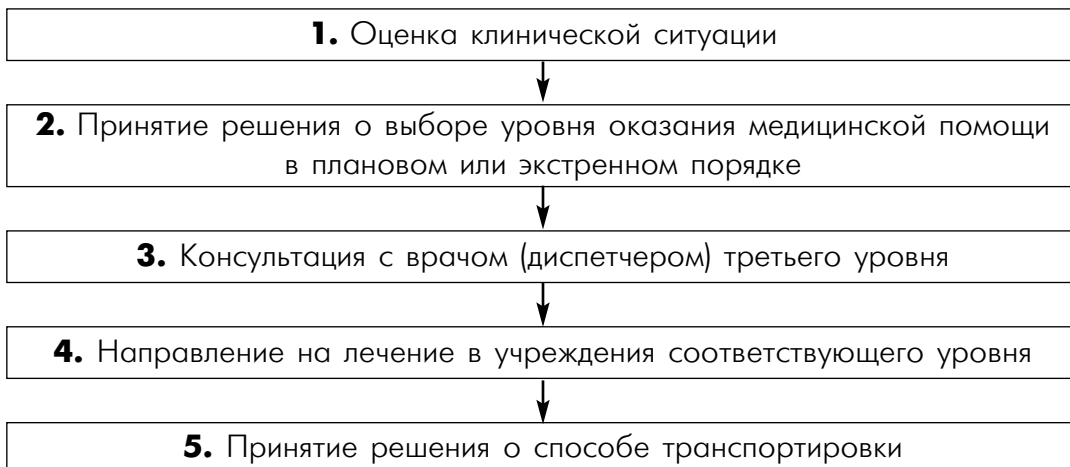 1. Оценка клинической ситуации
2. Принятие решения о выборе уровня оказания медицинской помощи
в плановом или экстренном порядке
3. Консультация с врачом (диспетчером) третьего уровня
4. Направление на лечение в учреждения соответствующего уровня
5. Принятие решения о способе транспортировки